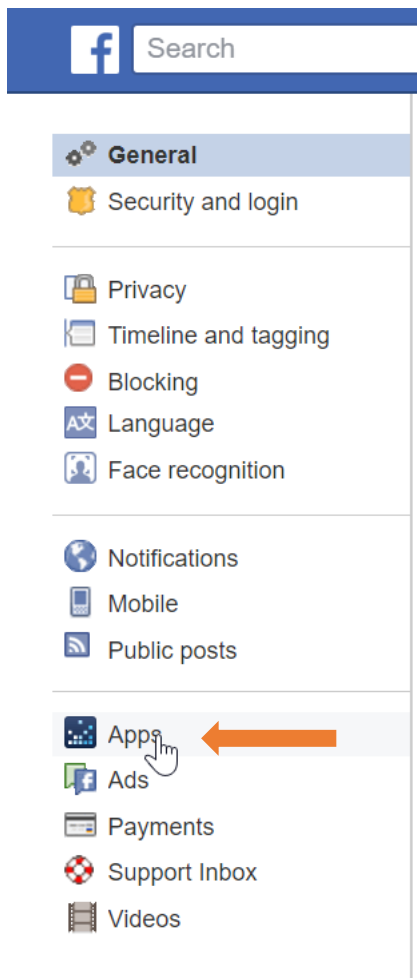 f
Search
General
Security and login
Privacy
Timeline and tagging
Blocking
Language
Face recognition
Notifications
Mobile
Public posts
Apps
Ads
Payments
Support Inbox
Videos